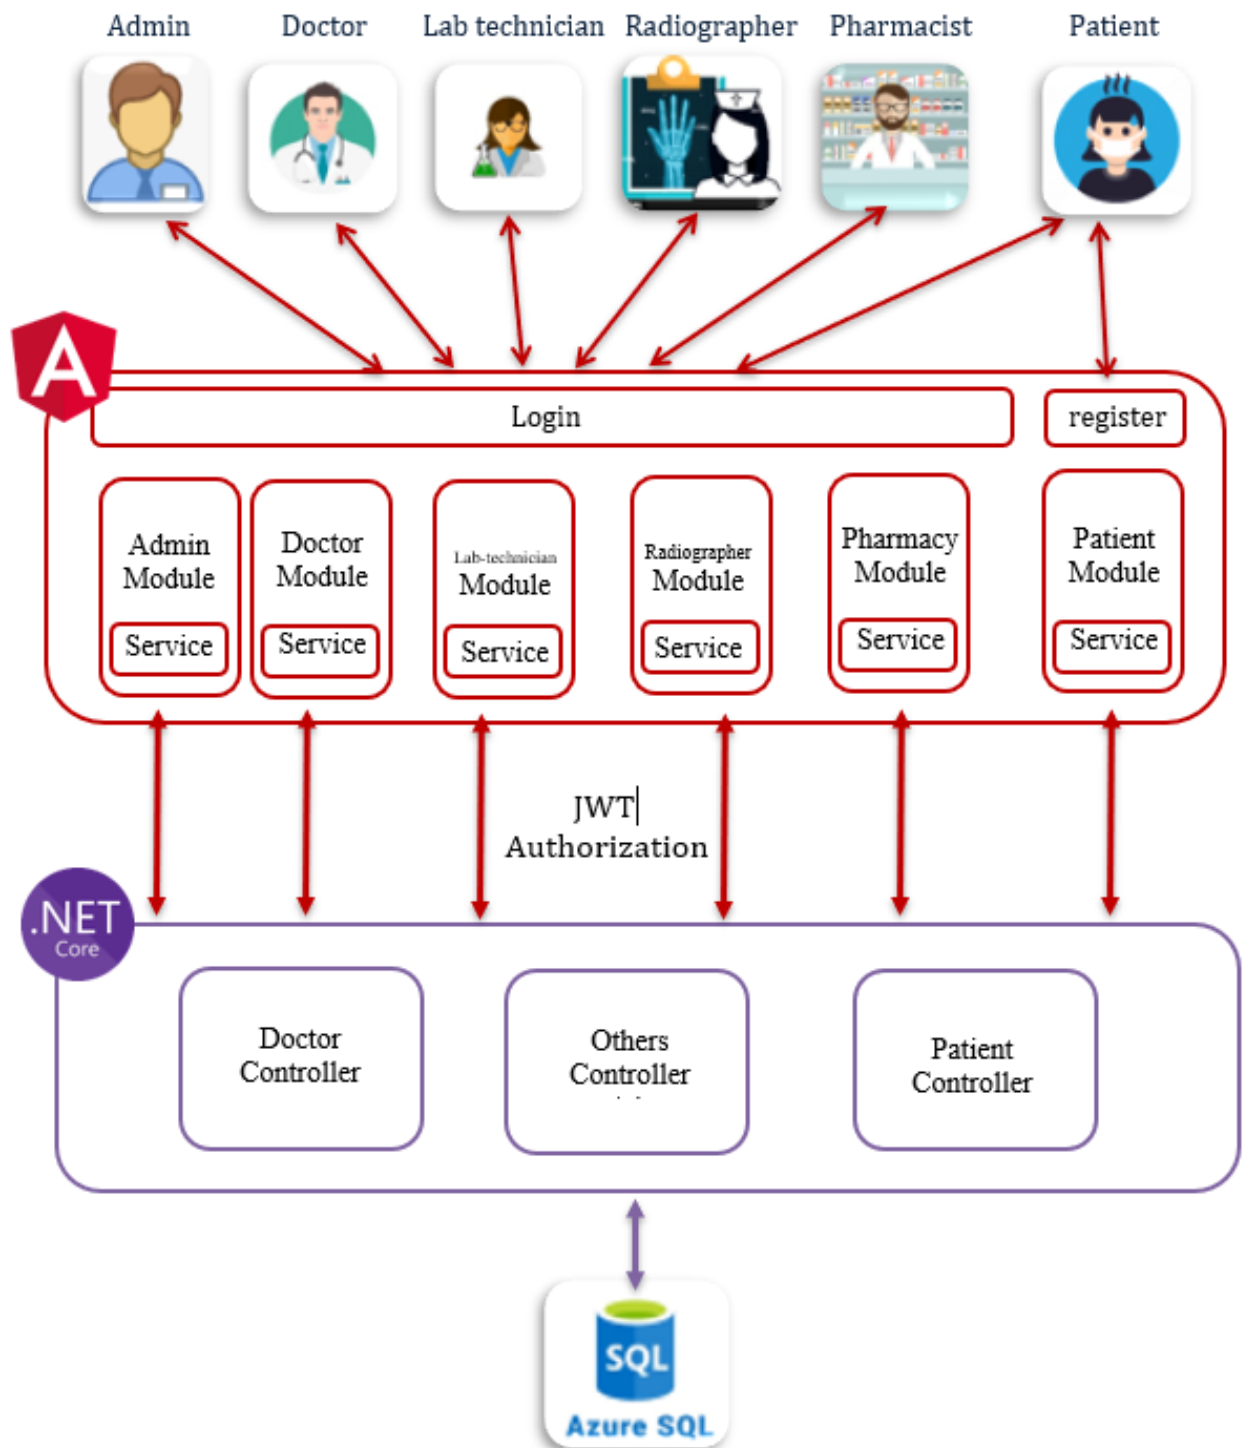 Admin
Doctor
Lab technician
Radiographer
Pharmacist
Patient
A
Login
register
Admin
Module
Service
Doctor
Module
Service
Lab-technician
Module
Service
Radiographer
Module
Service
Pharmacy
Module
Service
Patient
Module
Service
JWT
Authorization
.NET
Core
Doctor
Controller
Others
Controller
Patient
Controller
SQL
Azure SQL